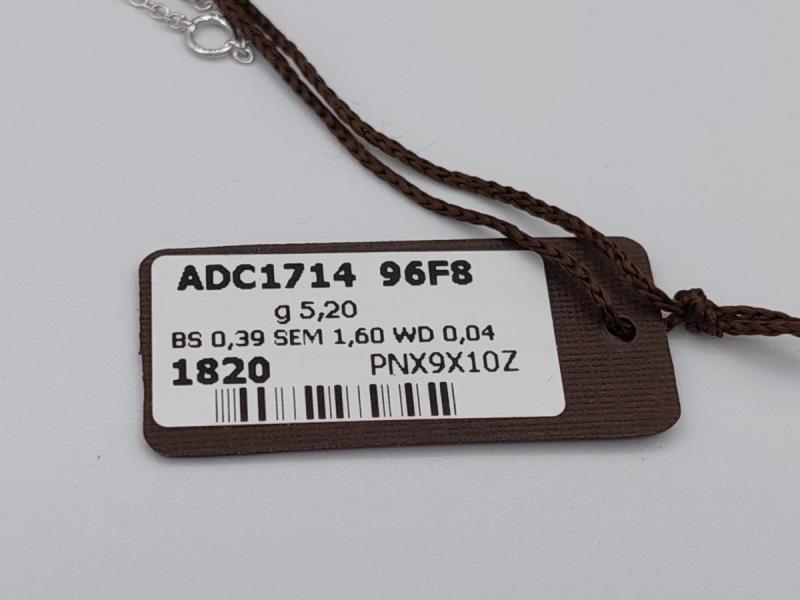 ADC1714 96F8
g 5,20
BS 0,39 SEM 1,60 WD 0,04
1820 PNX9X10Z